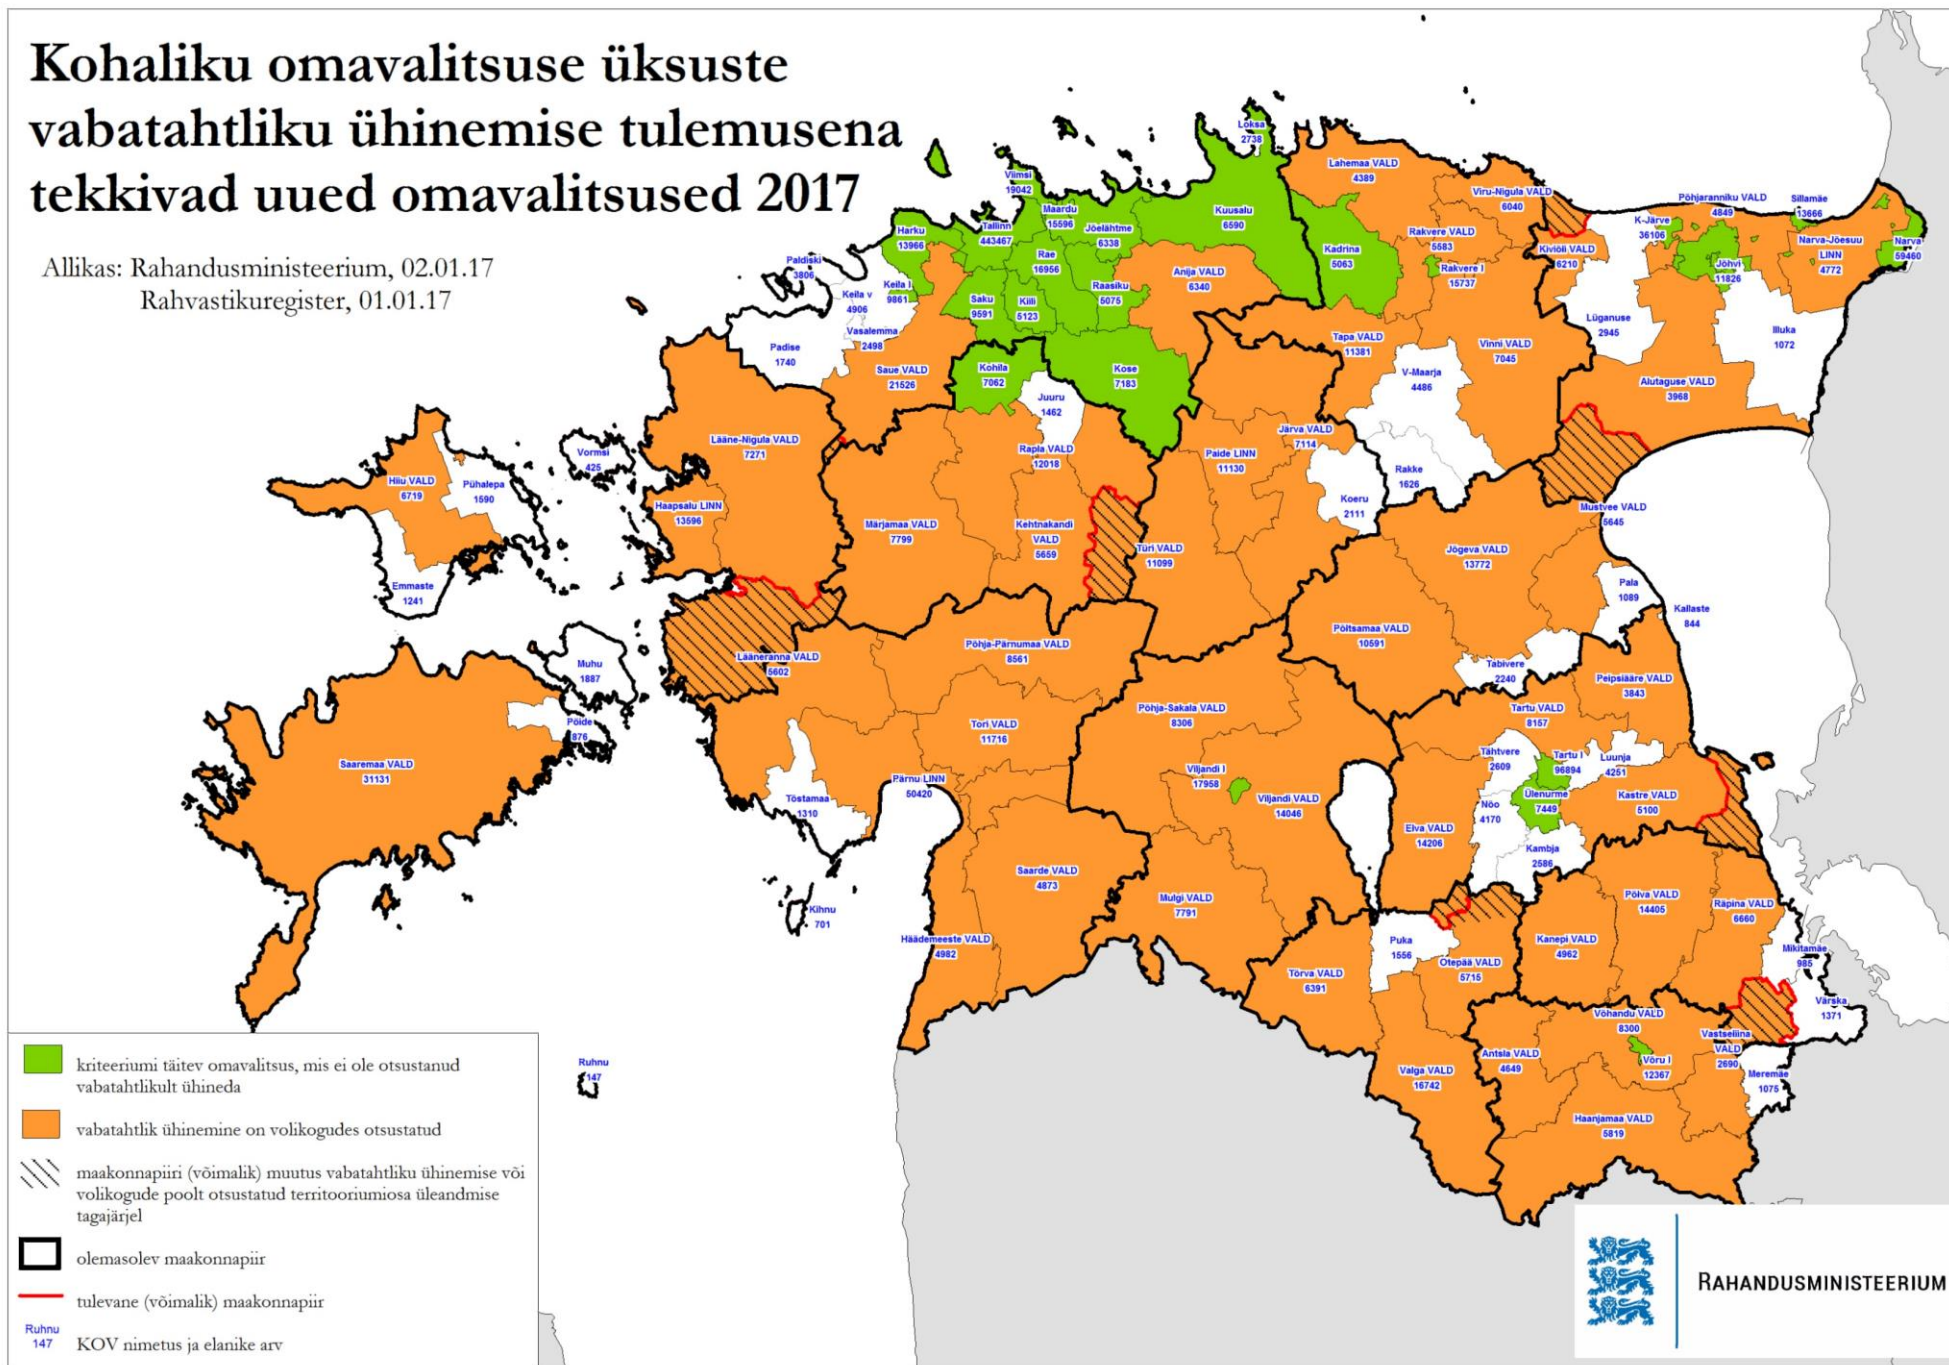 Kohaliku omavalitsuse üksuste
vabatahtliku ühinemise tulemusena
tekkivad uued omavalitsused 2017
Allikas: Rahandusministeerium, 02.01.17
Rahvastikuregister, 01.01.17
Loksa
2738
Viimsi
19042
Maardu
15596
Tallinn
443467
Jõelähtme
6338
Kuusalu
6590
Harku
13966
Rae
16956
Paldiski
3806
Keila v
4906
Keila l
9861
Saku
9591
Kiili
5123
Raasiku
5075
Anija VALD
6340
Vasalemma
2498
Padise
1740
Saue VALD
21526
Kohila
7062
Kose
7183
Juuru
1462
Lahemaa VALD
4389
Kadrina
5063
Viru-Nigula VALD
6040
Rakvere VALD
5583
Rakvere l
15737
Tapa VALD
11381
V-Maarja
4486
Vinni VALD
7045
Rakke
1626
Kiviõli VALD
6210
K-Järve
36106
Põhjaranniku VALD
4849
Sillamäe
13666
Narva-Jõesuu
LINN
4772
Narva
59460
Jõhvi
11826
Lüganuse
2945
Illuka
1072
Alutaguse VALD
3968
Lääne-Nigula VALD
7271
Vormsi
425
Haapsalu LINN
13596
Hiiu VALD
6719
Pühalepa
1590
Emmaste
1241
Märjamaa VALD
7799
Rapla VALD
12018
Kehtnakandi
VALD
5659
Järva VALD
7114
Paide LINN
11130
Koeru
2111
Türi VALD
11099
Mustvee VALD
5645
Jõgeva VALD
13772
Pala
1089
Kallaste
844
Põltsamaa VALD
10591
Tabivere
2240
Peipsiääre VALD
3843
Muhu
1887
Pöide
876
Saaremaa VALD
31131
Lääneranna VALD
5602
Põhja-Pärnumaa VALD
8561
Tori VALD
11716
Pärnu LINN
50420
Tõstamaa
1310
Kihnu
701
Häädemeeste VALD
4982
Saarde VALD
4873
Põhja-Sakala VALD
8306
Viljandi l
17958
Viljandi VALD
14046
Mulgi VALD
7791
Tartu VALD
8157
Tähtvere
2609
Tartu l
96894
Luunja
4251
Ülenurme
7449
Kastre VALD
5100
Nõo
4170
Elva VALD
14206
Kambja
2586
Põlva VALD
14405
Räpina VALD
6660
Kanepi VALD
4962
Mikitamäe
985
Värska
1371
Puka
1556
Otepää VALD
5715
Tõrva VALD
6391
Valga VALD
16742
Võhandu VALD
8300
Vastseliina
VALD
2690
Antsla VALD
4649
Võru l
12367
Meremäe
1075
Haanjamaa VALD
5819
Ruhnu
147
kriteeriumi täitev omavalitsus, mis ei ole otsustanud
vabatahtlikult ühineda
vabatahtlik ühinemine on volikogudes otsustatud
maakonnapiiri (võimalik) muutus vabatahtliku ühinemise või
volikogude poolt otsustatud territooriumiosa üleandmise
tagajärjel
olemasolev maakonnapiir
tulevane (võimalik) maakonnapiir
Ruhnu
147
KOV nimetus ja elanike arv
RAHANDUSMINISTEERIUM